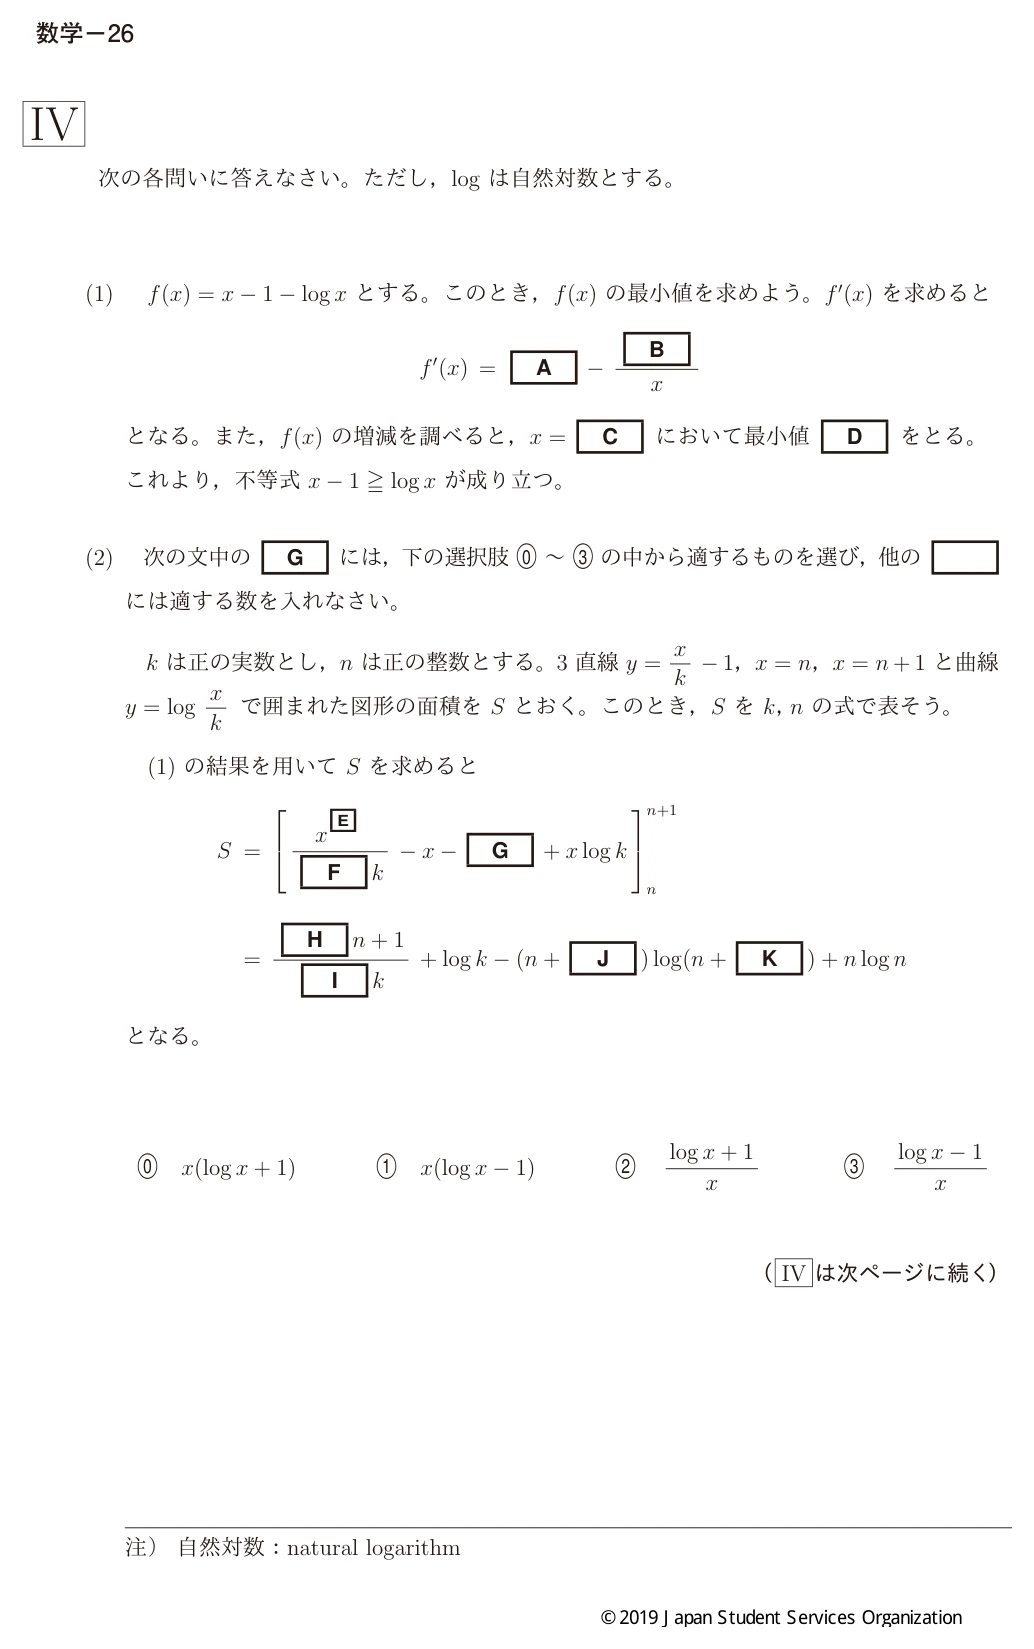 数学－26
IV
次の各問いに答えなさい。ただし，log は自然対数とする。
(1) f(x) = x − 1 − log x とする。このとき，f(x) の最小値を求めよう。f′(x) を求めると
f′(x) = A − B/x
となる。また，f(x) の増減を調べると，x = C において最小値 D をとる。
これより，不等式 x − 1 ≧ log x が成り立つ。
(2) 次の文中の G には，下の選択肢 ⓪ ～ ③ の中から適するものを選び，他の □
には適する数を入れなさい。
k は正の実数とし，n は正の整数とする。3 直線 y = x/k − 1，x = n，x = n + 1 と曲線
y = log x/k で囲まれた図形の面積を S とおく。このとき，S を k, n の式で表そう。
(1) の結果を用いて S を求めると
S = [ x^E / F k − x − G + x log k ]_n^{n+1}
= (H n + 1) / (I k) + log k − (n + J) log(n + K) + n log n
となる。
⓪ x(log x + 1) ① x(log x − 1) ② (log x + 1)/x ③ (log x − 1)/x
（IV は次ページに続く）
注） 自然対数：natural logarithm
© 2019 Japan Student Services Organization